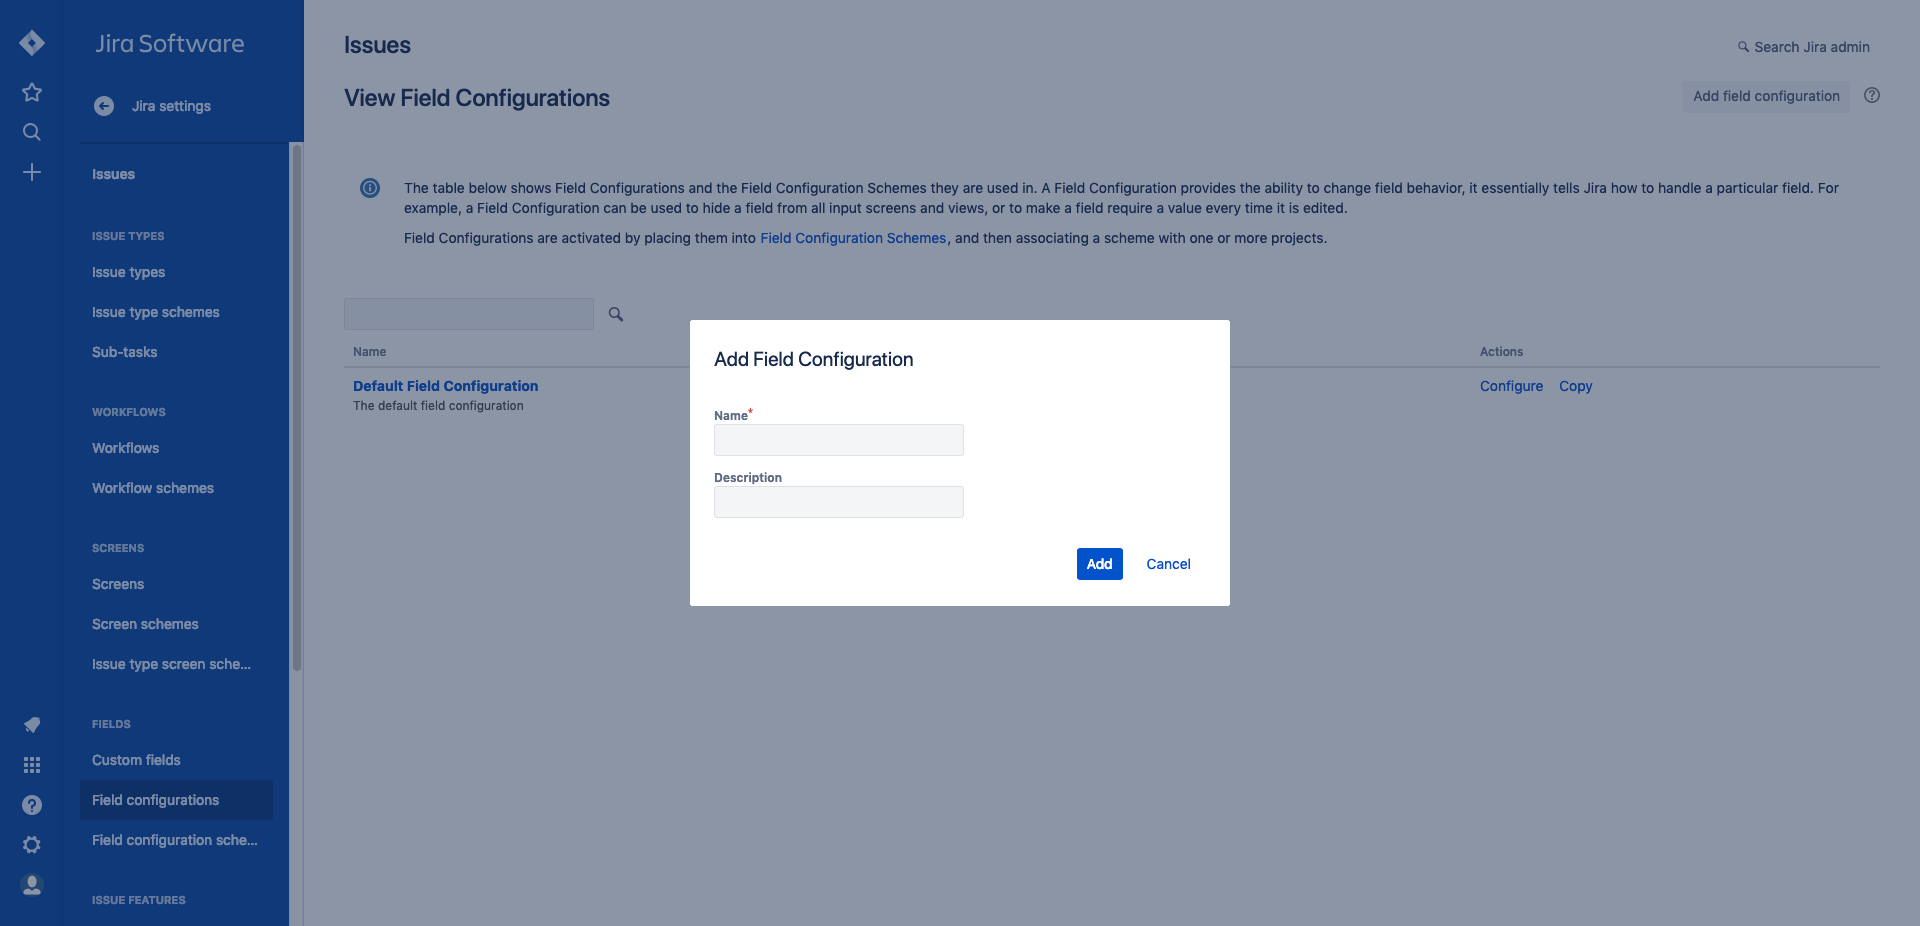 Jira Software
Jira settings
Issues
ISSUE TYPES
Issue types
Issue type schemes
Sub-tasks
WORKFLOWS
Workflows
Workflow schemes
SCREENS
Screens
Screen schemes
Issue type screen sche...
FIELDS
Custom fields
Field configurations
Field configuration sche...
ISSUE FEATURES
Issues
Search Jira admin
View Field Configurations
Add field configuration
The table below shows Field Configurations and the Field Configuration Schemes they are used in. A Field Configuration provides the ability to change field behavior, it essentially tells Jira how to handle a particular field. For
example, a Field Configuration can be used to hide a field from all input screens and views, or to make a field require a value every time it is edited.
Field Configurations are activated by placing them into Field Configuration Schemes, and then associating a scheme with one or more projects.
Name
Actions
Default Field Configuration
The default field configuration
Configure Copy
Add Field Configuration
Name*
Description
Add Cancel